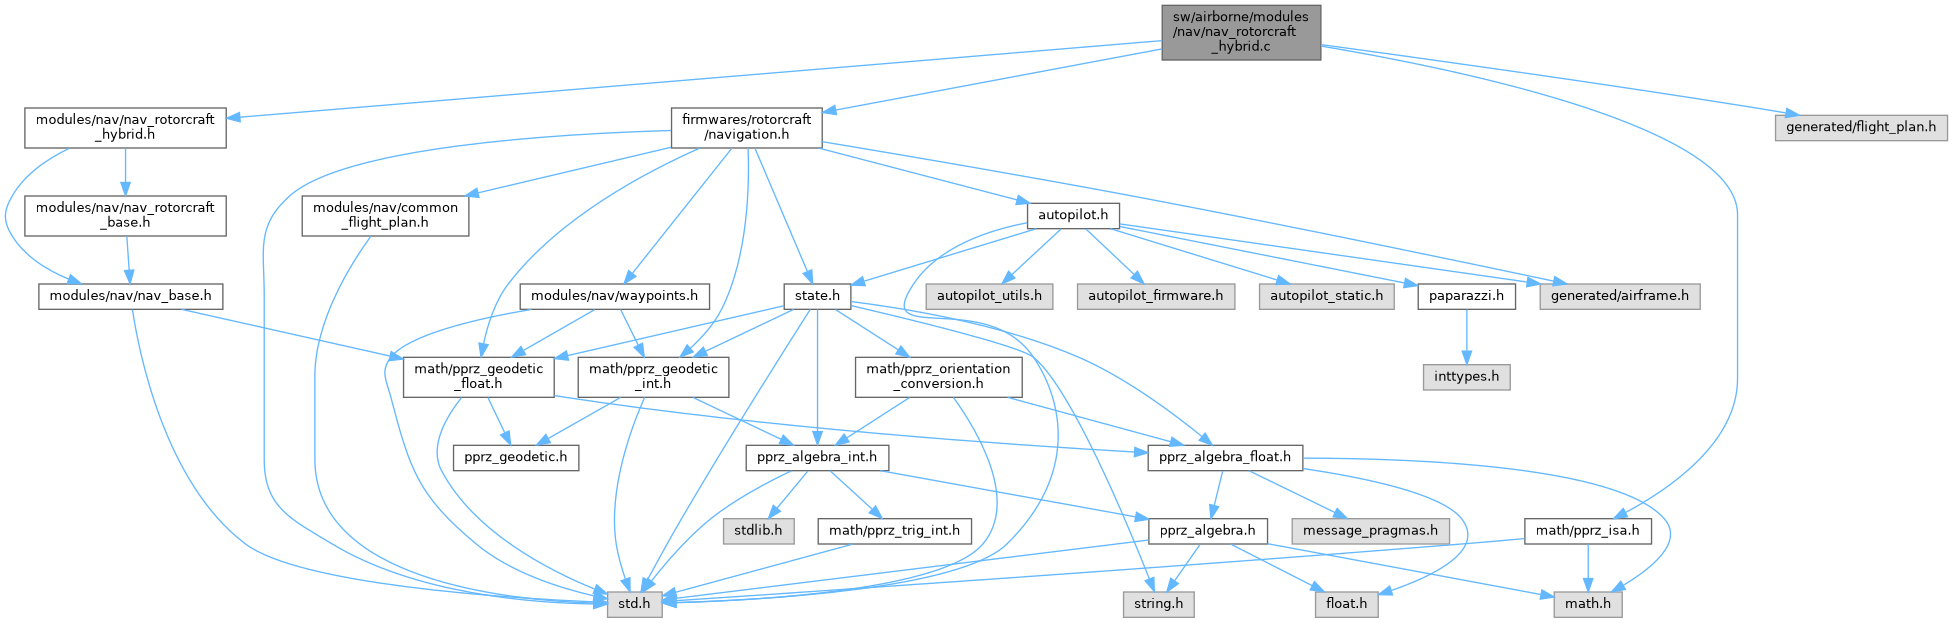 sw/airborne/modules
/nav/nav_rotorcraft
_hybrid.c
modules/nav/nav_rotorcraft
_hybrid.h
firmwares/rotorcraft
/navigation.h
generated/flight_plan.h
modules/nav/nav_rotorcraft
_base.h
modules/nav/common
_flight_plan.h
autopilot.h
modules/nav/nav_base.h
modules/nav/waypoints.h
state.h
autopilot_utils.h
autopilot_firmware.h
autopilot_static.h
paparazzi.h
generated/airframe.h
math/pprz_geodetic
_float.h
math/pprz_geodetic
_int.h
math/pprz_orientation
_conversion.h
inttypes.h
pprz_geodetic.h
pprz_algebra_int.h
pprz_algebra_float.h
stdlib.h
math/pprz_trig_int.h
pprz_algebra.h
message_pragmas.h
math/pprz_isa.h
std.h
string.h
float.h
math.h